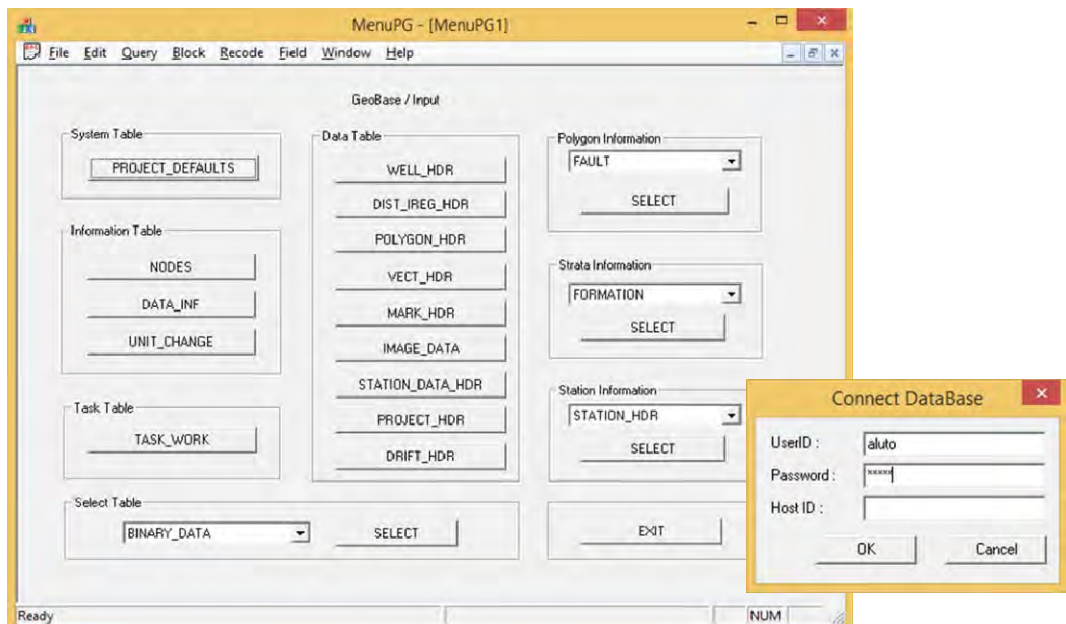 MenuPG - [MenuPG1]
File Edit Query Block Recode Field Window Help
GeoBase / Input
System Table
PROJECT_DEFAULTS
Information Table
NODES
DATA_INF
UNIT_CHANGE
Task Table
TASK_WORK
Data Table
WELL_HDR
DIST_IREG_HDR
POLYGON_HDR
VECT_HDR
MARK_HDR
IMAGE_DATA
STATION_DATA_HDR
PROJECT_HDR
DRIFT_HDR
Polygon Information
FAULT
SELECT
Strata Information
FORMATION
SELECT
Station Information
STATION_HDR
SELECT
Select Table
BINARY_DATA
SELECT
EXIT
Ready
NUM
Connect DataBase
UserID : aluto
Password : *****
Host ID :
OK Cancel